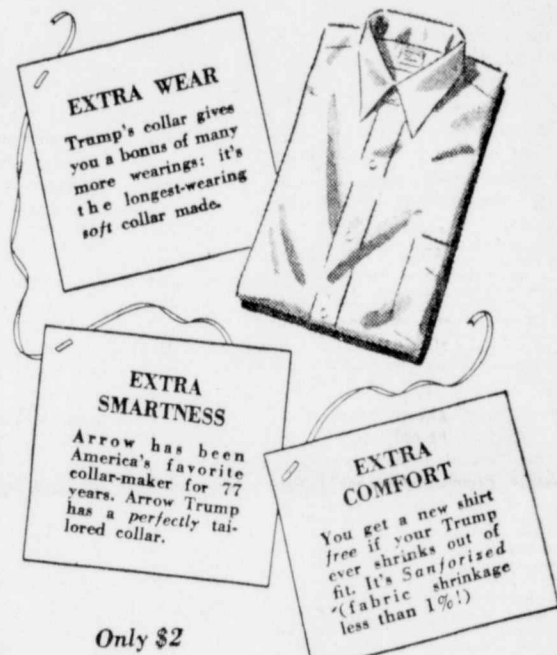 EXTRA WEAR
Trump's collar gives
you a bonus of many
more wearings: it's
the longest-wearing
soft collar made.
EXTRA
SMARTNESS
Arrow has been
America's favorite
collar-maker for 77
years. Arrow Trump
has a perfectly tai-
lored collar.
EXTRA
COMFORT
You get a new shirt
free if your Trump
ever shrinks out of
fit. It's Sanforized
(fabric shrinkage
less than 1%!)
Only $2